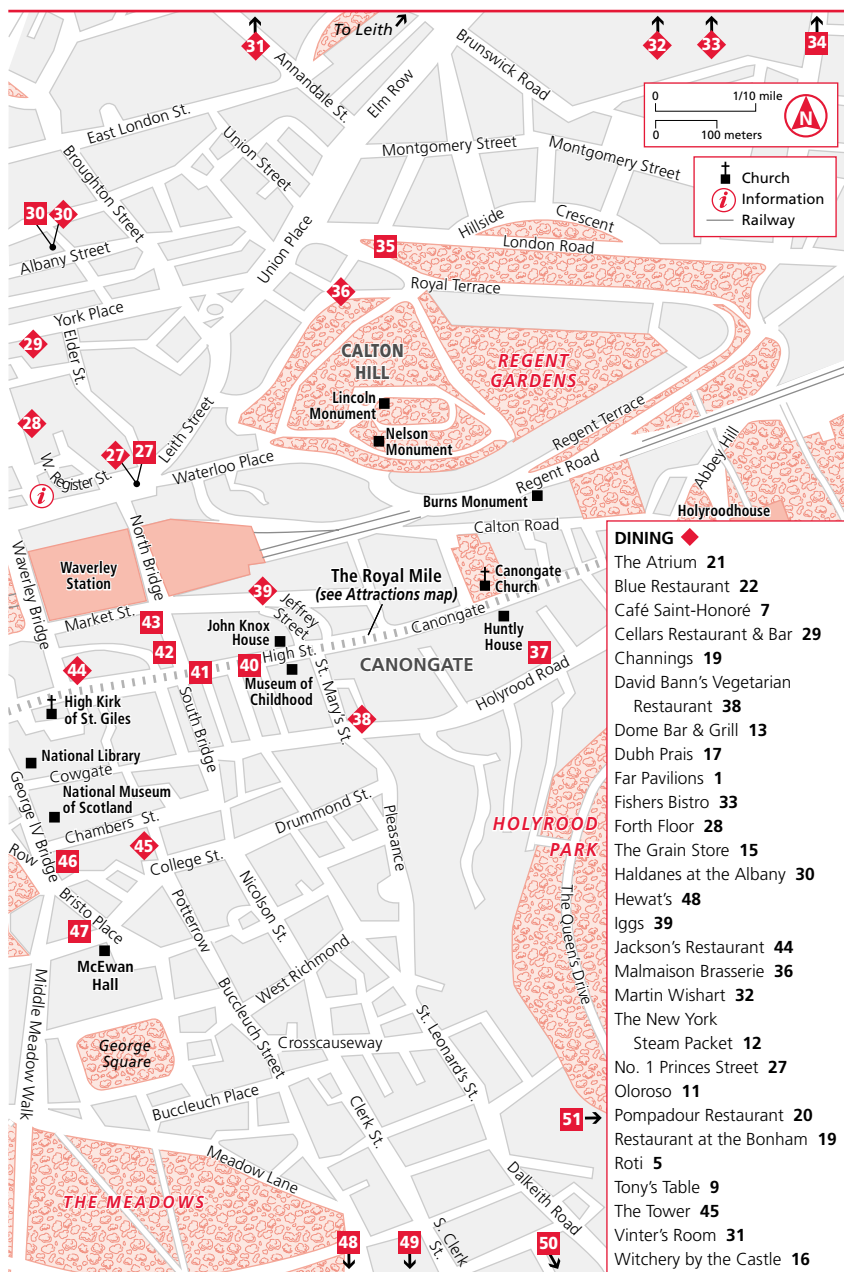 31
To Leith
32
33
34
Annandale St.
Elm Row
Brunswick Road
0 1/10 mile
0 100 meters
N
East London St.
Union Street
Montgomery Street
Montgomery Street
Church
i Information
Railway
Broughton Street
30 30
Albany Street
Union Place
Hillside Crescent
35
London Road
36
Royal Terrace
York Place
29
Elder St.
CALTON
HILL
REGENT
GARDENS
Lincoln
Monument
28
Leith Street
Nelson
Monument
Regent Terrace
27 27
W. Register St.
Waterloo Place
Regent Road
Abbey Hill
i
Burns Monument
Holyroodhouse
Calton Road
Waverley Bridge
North Bridge
Waverley
Station
The Royal Mile
(see Attractions map)
Canongate
Church
39
Jeffrey
Street
Market St.
43
John Knox
House
Canongate
Huntly
House
42
High St.
37
44
41
40
CANONGATE
Museum of
Childhood
St. Mary's St.
Holyrood Road
High Kirk
of St. Giles
South Bridge
38
National Library
Cowgate
George IV Bridge
National Museum
of Scotland
Chambers St.
Drummond St.
Pleasance
HOLYROOD
PARK
45
Row
46
College St.
Bristo Place
Potterrow
Nicolson St.
The Queen's Drive
47
McEwan
Hall
West Richmond
Middle Meadow Walk
Buccleuch Street
St. Leonard's St.
George
Square
Crosscauseway
Buccleuch Place
Clerk St.
51
Meadow Lane
Dalkeith Road
THE MEADOWS
S. Clerk
St.
48
49
50
DINING
The Atrium 21
Blue Restaurant 22
Café Saint-Honoré 7
Cellars Restaurant & Bar 29
Channings 19
David Bann's Vegetarian
Restaurant 38
Dome Bar & Grill 13
Dubh Prais 17
Far Pavilions 1
Fishers Bistro 33
Forth Floor 28
The Grain Store 15
Haldanes at the Albany 30
Hewat's 48
Iggs 39
Jackson's Restaurant 44
Malmaison Brasserie 36
Martin Wishart 32
The New York
Steam Packet 12
No. 1 Princes Street 27
Oloroso 11
Pompadour Restaurant 20
Restaurant at the Bonham 19
Roti 5
Tony's Table 9
The Tower 45
Vinter's Room 31
Witchery by the Castle 16